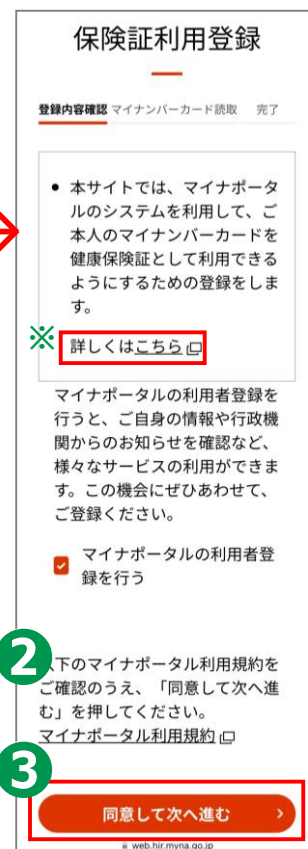 保険証利用登録
登録内容確認 マイナンバーカード読取 完了
● 本サイトでは、マイナポータ
ルのシステムを利用して、ご
本人のマイナンバーカードを
健康保険証として利用できる
ようにするための登録をしま
す。
※ 詳しくはこちら
マイナポータルの利用者登録を
行うと、ご自身の情報や行政機
関からのお知らせを確認など、
様々なサービスの利用ができま
す。この機会にぜひあわせて、
ご登録ください。
マイナポータルの利用者登
録を行う
2
下のマイナポータル利用規約を
ご確認のうえ、「同意して次へ進
む」を押してください。
マイナポータル利用規約
3
同意して次へ進む
web.hir.myna.go.jp